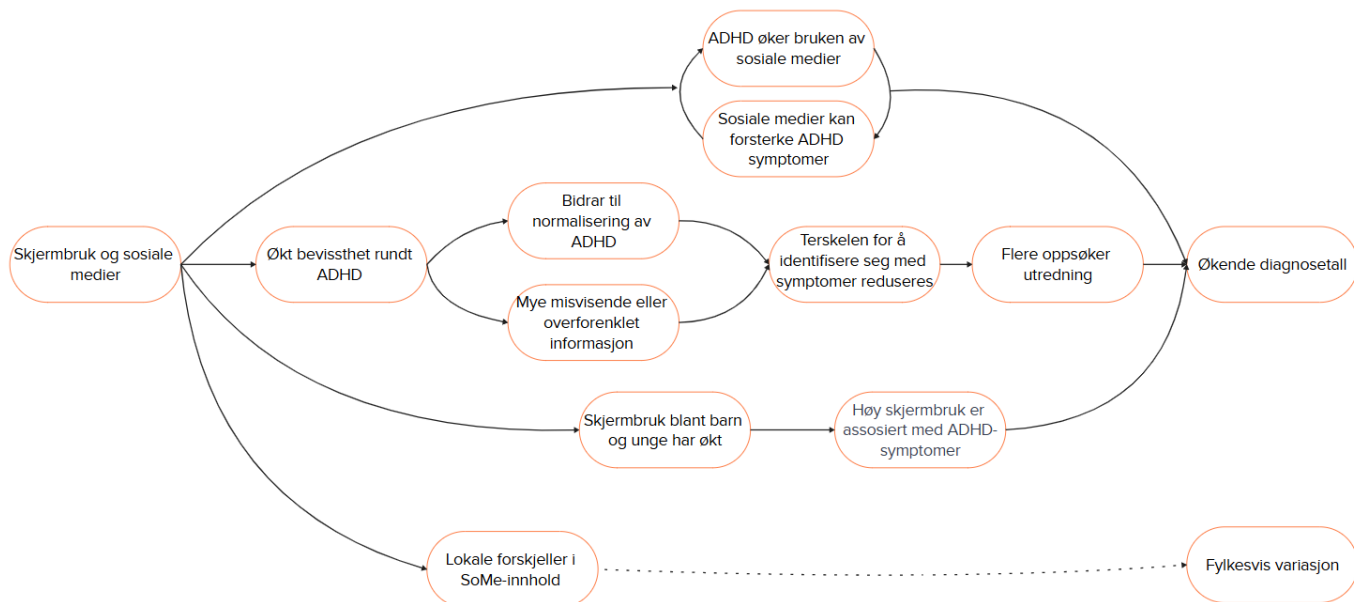 ADHD øker bruken av
sosiale medier
Sosiale medier kan
forsterke ADHD
symptomer
Skjermbruk og sosiale
medier
Økt bevissthet rundt
ADHD
Bidrar til
normalisering av
ADHD
Mye misvisende eller
overforenklet
informasjon
Terskelen for å
identifisere seg med
symptomer reduseres
Flere oppsøker
utredning
Økende diagnosetall
Skjermbruk blant barn
og unge har økt
Høy skjermbruk er
assosiert med ADHD-
symptomer
Lokale forskjeller i
SoMe-innhold
Fylkesvis variasjon